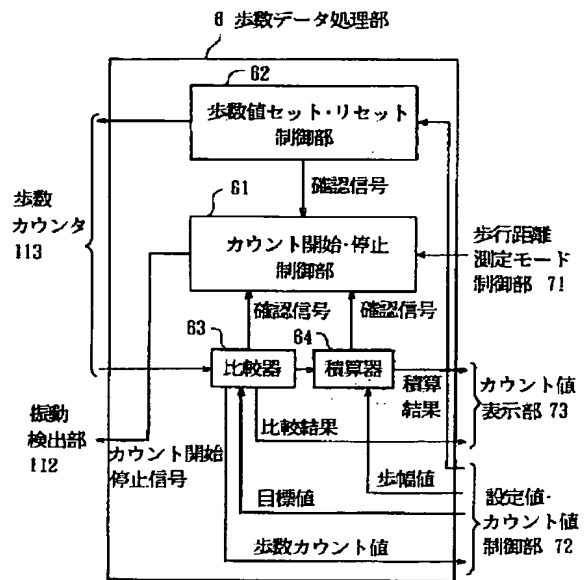 8 歩数データ処理部
62
歩数値セット・リセット
制御部
確認信号
61
カウント開始・停止
制御部
確認信号
確認信号
63
比較器
64
積算器
積算
結果
比較結果
カウント開始
停止信号
目標値
歩幅値
歩数カウント値
歩数
カウンタ
113
振動
検出部
112
歩行距離
測定モード
制御部 71
カウント値
表示部 73
設定値・
カウント値
制御部 72